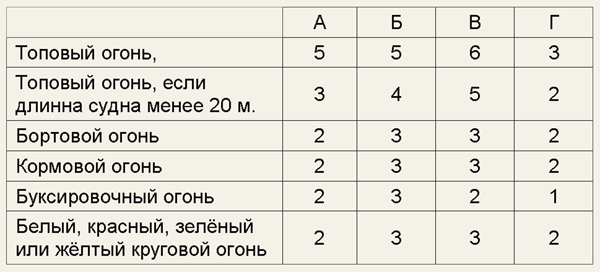 А Б В Г
Топовый огонь, 5 5 6 3
Топовый огонь, если
длинна судна менее 20 м. 3 4 5 2
Бортовой огонь 2 3 3 2
Кормовой огонь 2 3 3 2
Буксировочный огонь 2 3 2 1
Белый, красный, зелёный
или жёлтый круговой огонь 2 3 3 2